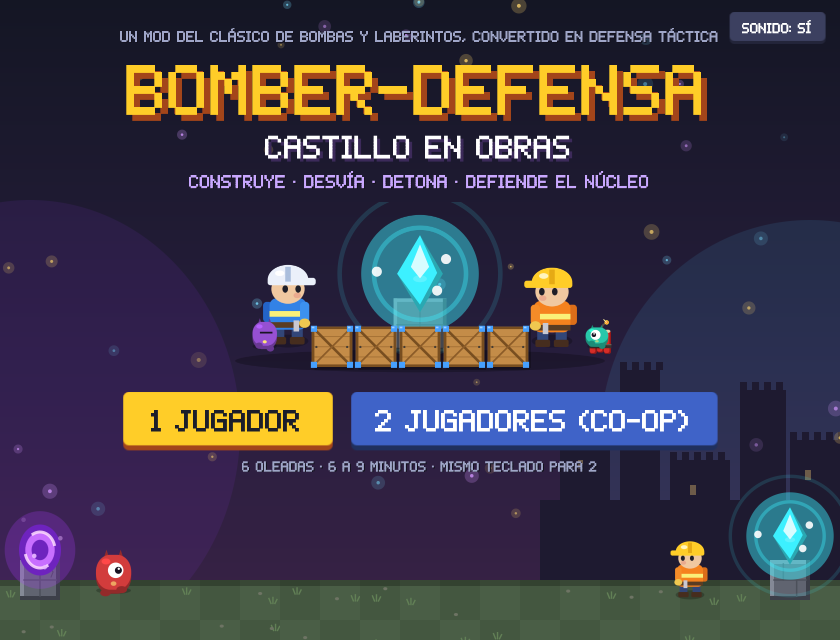 UN MOD DEL CLÁSICO DE BOMBAS Y LABERINTOS, CONVERTIDO EN DEFENSA TÁCTICA
SONIDO: SÍ
BOMBER-DEFENSA
CASTILLO EN OBRAS
CONSTRUYE · DESVÍA · DETONA · DEFIENDE EL NÚCLEO
1 JUGADOR
2 JUGADORES (CO-OP)
6 OLEADAS · 6 A 9 MINUTOS · MISMO TECLADO PARA 2